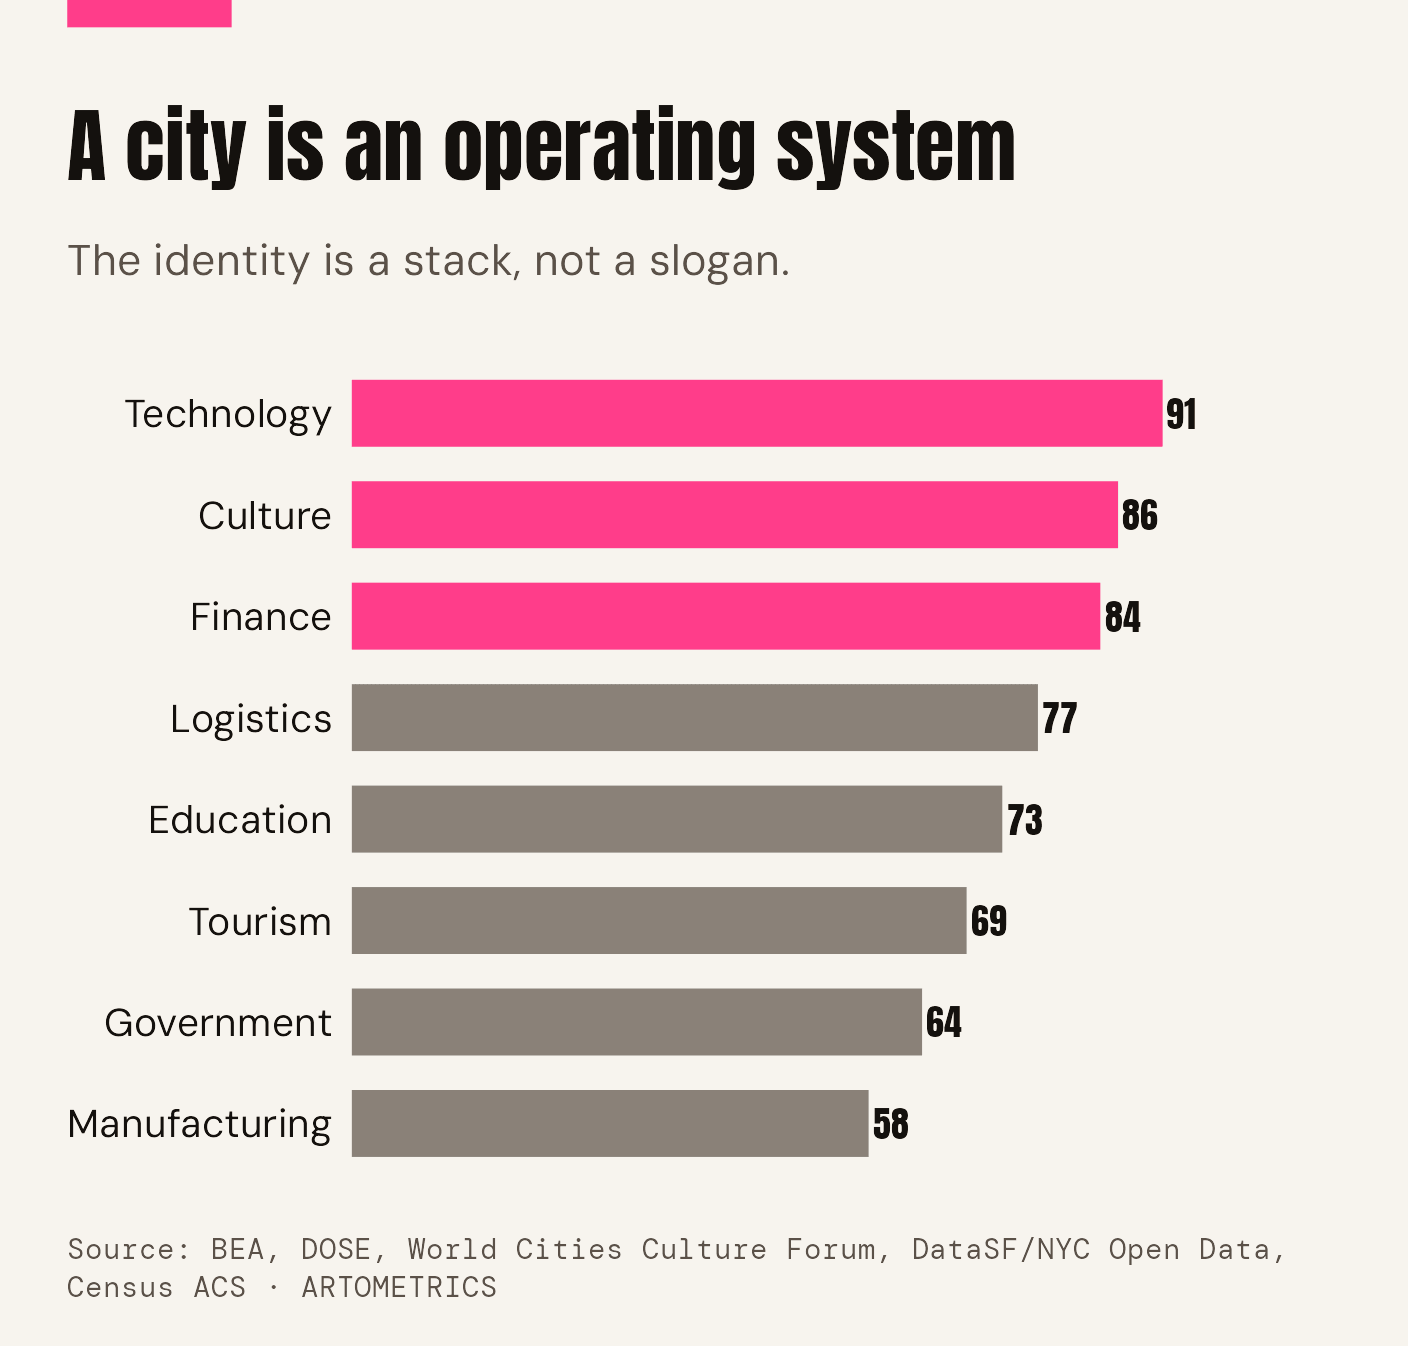 A city is an operating system
The identity is a stack, not a slogan.
Technology 91
Culture 86
Finance 84
Logistics 77
Education 73
Tourism 69
Government 64
Manufacturing 58
Source: BEA, DOSE, World Cities Culture Forum, DataSF/NYC Open Data,
Census ACS · ARTOMETRICS